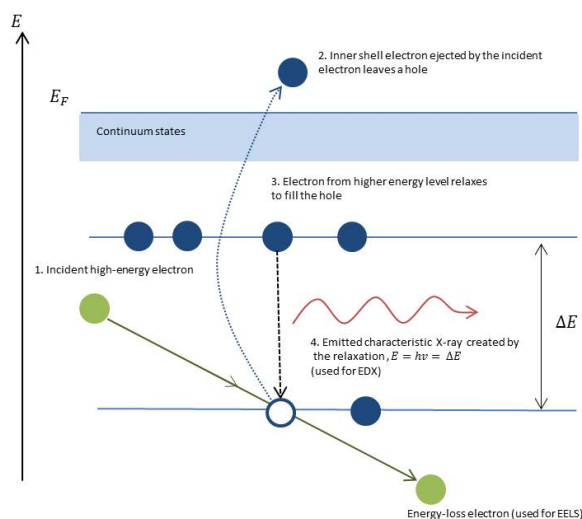 E
2. Inner shell electron ejected by the incident
electron leaves a hole
E_F
Continuum states
3. Electron from higher energy level relaxes
to fill the hole
1. Incident high-energy electron
ΔE
4. Emitted characteristic X-ray created by
the relaxation, E = hv = ΔE
(used for EDX)
Energy-loss electron (used for EELS)